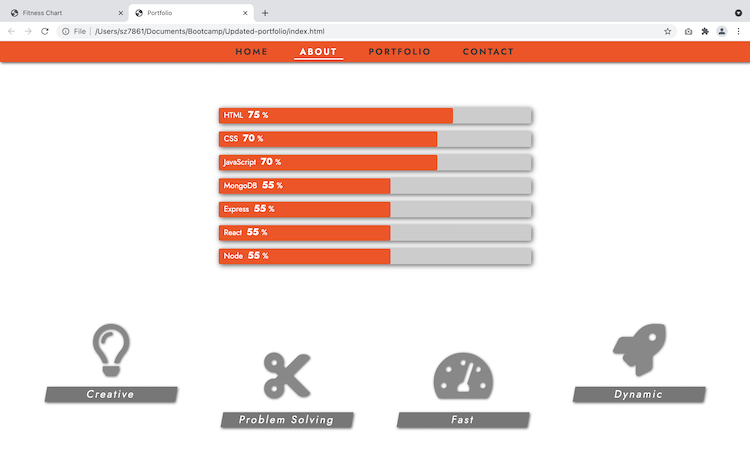 Fitness Chart
Portfolio
File /Users/sz7861/Documents/Bootcamp/Updated-portfolio/index.html
HOME ABOUT PORTFOLIO CONTACT
HTML 75 %
CSS 70 %
JavaScript 70 %
MongoDB 55 %
Express 55 %
React 55 %
Node 55 %
Creative
Problem Solving
Fast
Dynamic